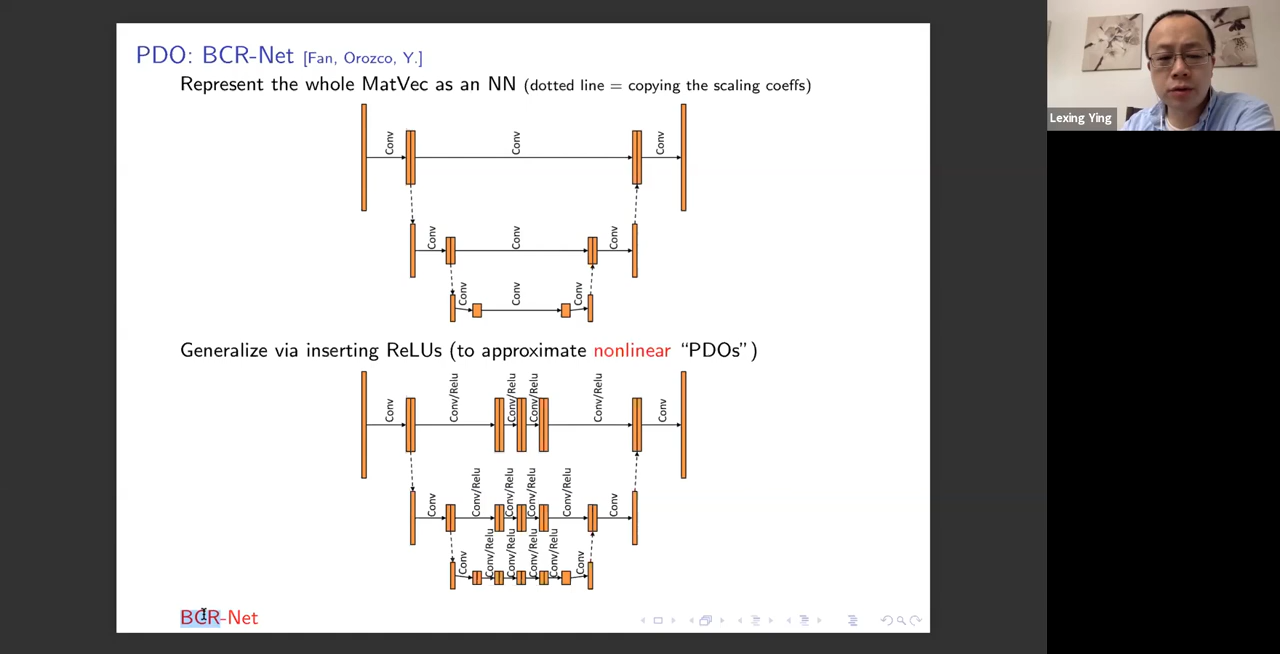 PDO: BCR-Net [Fan, Orozco, Y.]
Represent the whole MatVec as an NN (dotted line = copying the scaling coeffs)
Conv Conv Conv
Conv Conv Conv
Conv Conv Conv
Generalize via inserting ReLUs (to approximate nonlinear "PDOs")
Conv Conv/Relu Conv/Relu Conv/Relu Conv/Relu Conv
Conv Conv/Relu Conv/Relu Conv/Relu Conv/Relu Conv
Conv Conv/Relu Conv/Relu Conv/Relu Conv/Relu Conv
BCR-Net
Lexing Ying